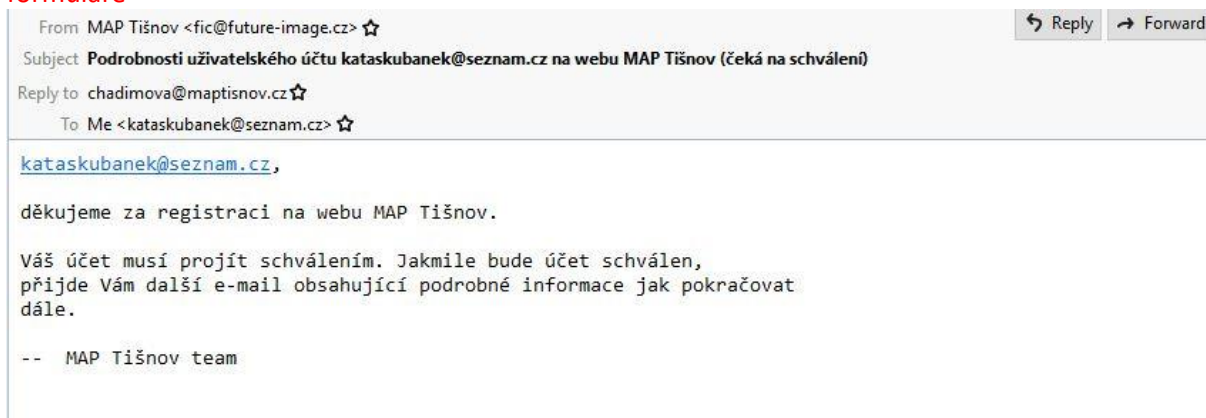 formuláře
From MAP Tišnov <fic@future-image.cz>
Reply Forward
Subject Podrobnosti uživatelského účtu kataskubanek@seznam.cz na webu MAP Tišnov (čeká na schválení)
Reply to chadimova@maptisnov.cz
To Me <kataskubanek@seznam.cz>
kataskubanek@seznam.cz,
děkujeme za registraci na webu MAP Tišnov.
Váš účet musí projít schválením. Jakmile bude účet schválen,
přijde Vám další e-mail obsahující podrobné informace jak pokračovat
dále.
-- MAP Tišnov team